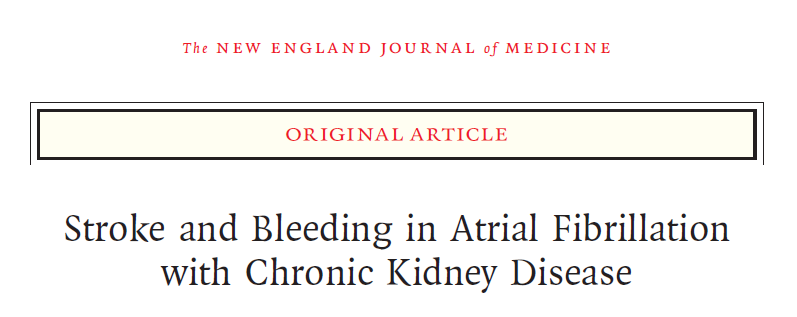 The NEW ENGLAND JOURNAL of MEDICINE
ORIGINAL ARTICLE
Stroke and Bleeding in Atrial Fibrillation
with Chronic Kidney Disease